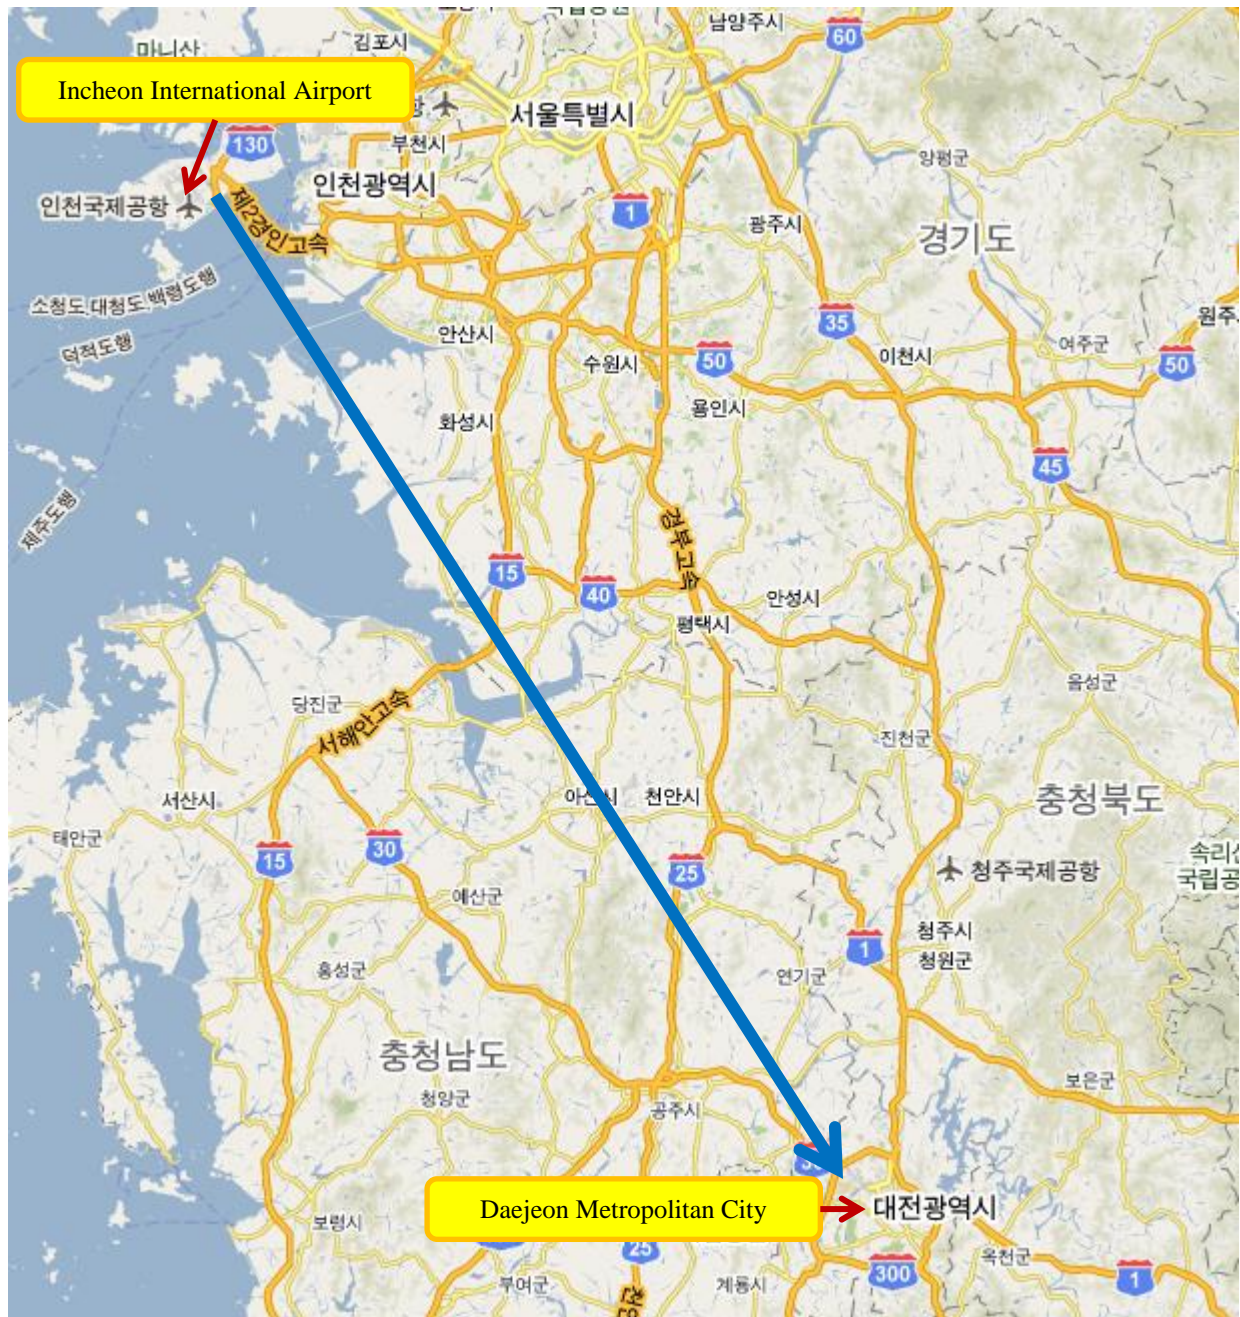 남양주시
김포시
마니산
60
Incheon International Airport
항
서울특별시
130
부천시
양평군
인천광역시
인천국제공항
제2경인고속
1
광주시
경기도
소청도 대청도 백령도행
안산시
35
원주
덕적도행
수원시
50
이천시
여주군
50
용인시
화성시
45
제주도행
경부고속
15
40
안성시
평택시
음성군
당진군
서해안고속
진천군
서산시
아산시
천안시
충청북도
태안군
15
30
25
속리산
국립공
청주국제공항
예산군
청주시
청원군
1
홍성군
연기군
충청남도
보은군
청양군
공주시
30
Daejeon Metropolitan City
대전광역시
보령시
25
옥천군
부여군
계룡시
300
1
천안